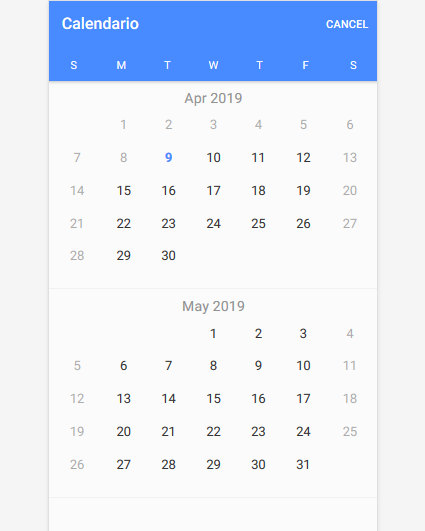 Calendario CANCEL
S M T W T F S
Apr 2019
1 2 3 4 5 6
7 8 9 10 11 12 13
14 15 16 17 18 19 20
21 22 23 24 25 26 27
28 29 30
May 2019
1 2 3 4
5 6 7 8 9 10 11
12 13 14 15 16 17 18
19 20 21 22 23 24 25
26 27 28 29 30 31